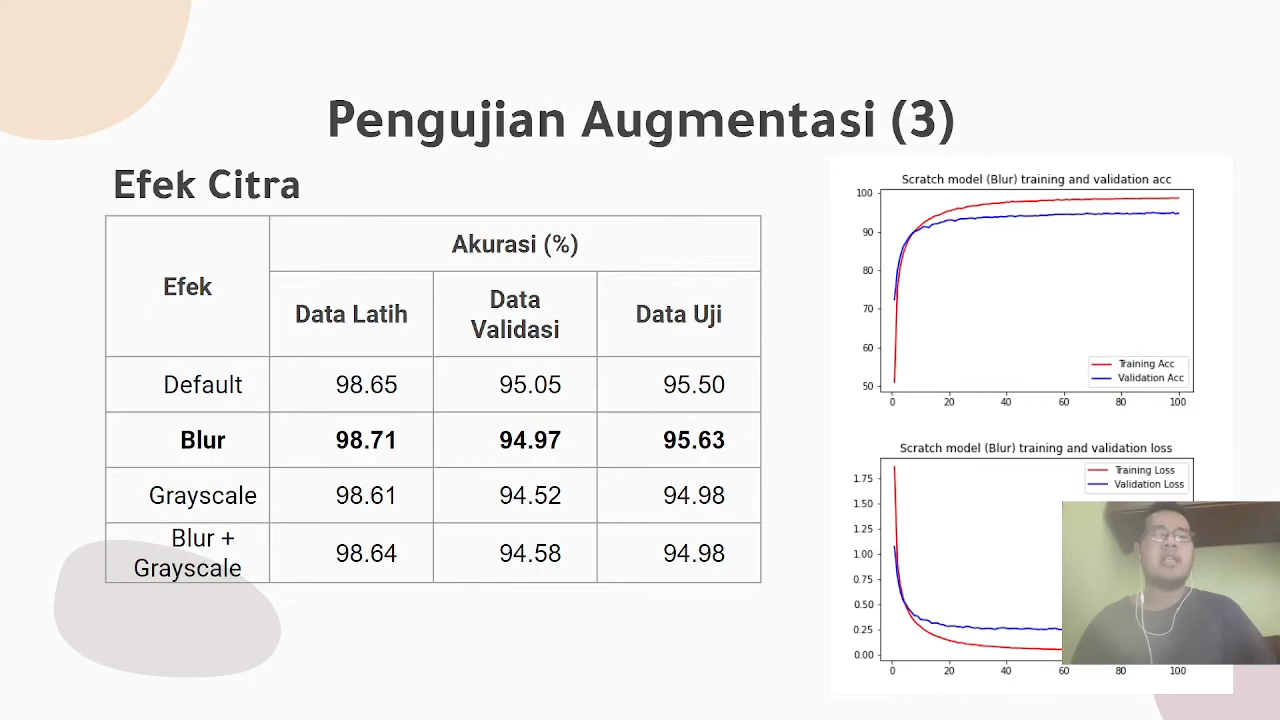 Pengujian Augmentasi (3)
Efek Citra
Efek
Akurasi (%)
Data Latih
Data
Validasi
Data Uji
Default 98.65 95.05 95.50
Blur 98.71 94.97 95.63
Grayscale 98.61 94.52 94.98
Blur +
Grayscale 98.64 94.58 94.98
Scratch model (Blur) training and validation acc
100
90
80
70
60
50
Training Acc
Validation Acc
0 20 40 60 80 100
Scratch model (Blur) training and validation loss
Training Loss
Validation Loss
1.75
1.50
1.25
1.00
0.75
0.50
0.25
0.00
0 20 40 60 80 100